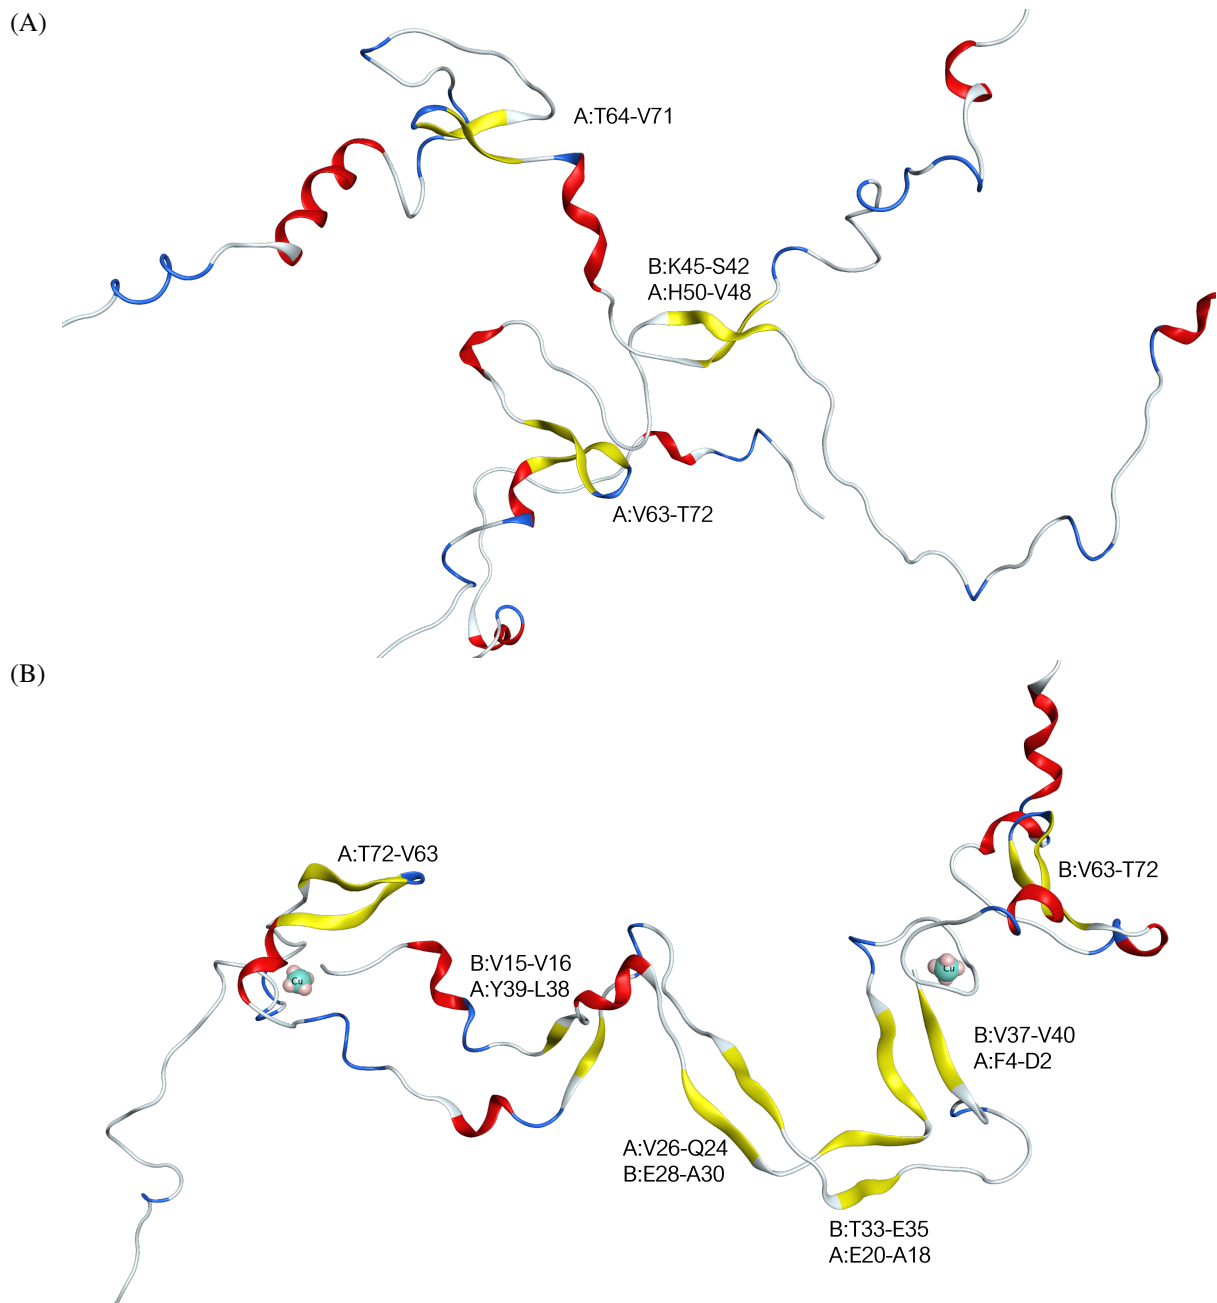 (A)
A:T64-V71
B:K45-S42
A:H50-V48
A:V63-T72
(B)
A:T72-V63
B:V63-T72
B:V15-V16
A:Y39-L38
Cu
Cu
B:V37-V40
A:F4-D2
A:V26-Q24
B:E28-A30
B:T33-E35
A:E20-A18